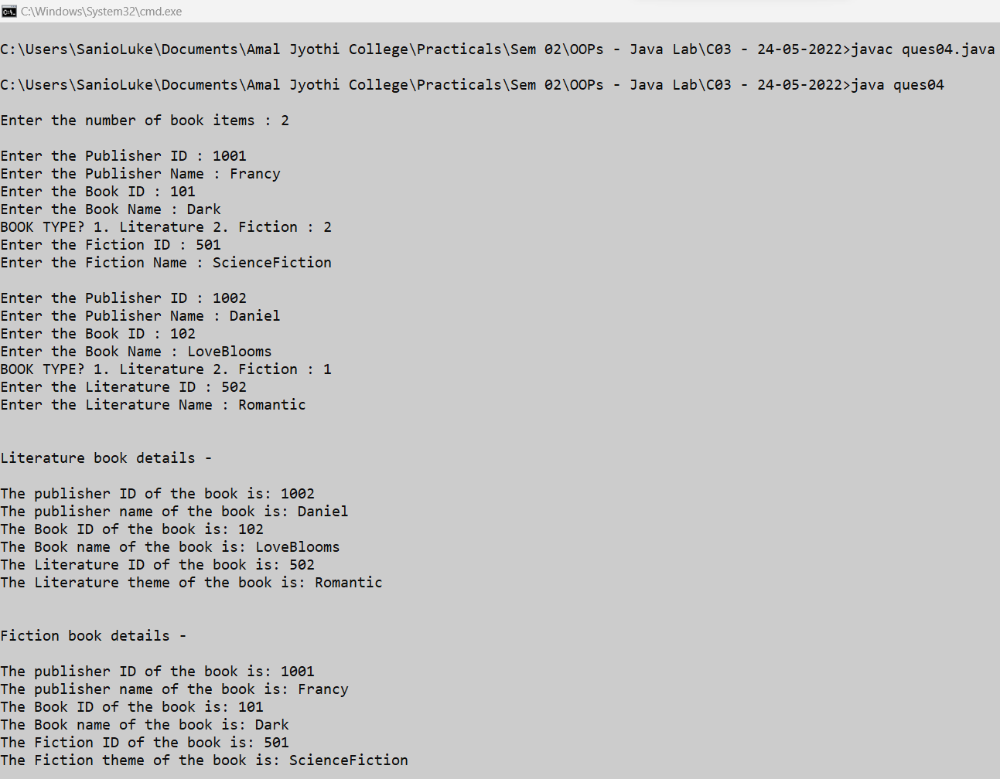 C:\Windows\System32\cmd.exe
C:\Users\SanioLuke\Documents\Amal Jyothi College\Practicals\Sem 02\OOPs - Java Lab\C03 - 24-05-2022>javac ques04.java
C:\Users\SanioLuke\Documents\Amal Jyothi College\Practicals\Sem 02\OOPs - Java Lab\C03 - 24-05-2022>java ques04
Enter the number of book items : 2
Enter the Publisher ID : 1001
Enter the Publisher Name : Francy
Enter the Book ID : 101
Enter the Book Name : Dark
BOOK TYPE? 1. Literature 2. Fiction : 2
Enter the Fiction ID : 501
Enter the Fiction Name : ScienceFiction
Enter the Publisher ID : 1002
Enter the Publisher Name : Daniel
Enter the Book ID : 102
Enter the Book Name : LoveBlooms
BOOK TYPE? 1. Literature 2. Fiction : 1
Enter the Literature ID : 502
Enter the Literature Name : Romantic
Literature book details -
The publisher ID of the book is: 1002
The publisher name of the book is: Daniel
The Book ID of the book is: 102
The Book name of the book is: LoveBlooms
The Literature ID of the book is: 502
The Literature theme of the book is: Romantic
Fiction book details -
The publisher ID of the book is: 1001
The publisher name of the book is: Francy
The Book ID of the book is: 101
The Book name of the book is: Dark
The Fiction ID of the book is: 501
The Fiction theme of the book is: ScienceFiction